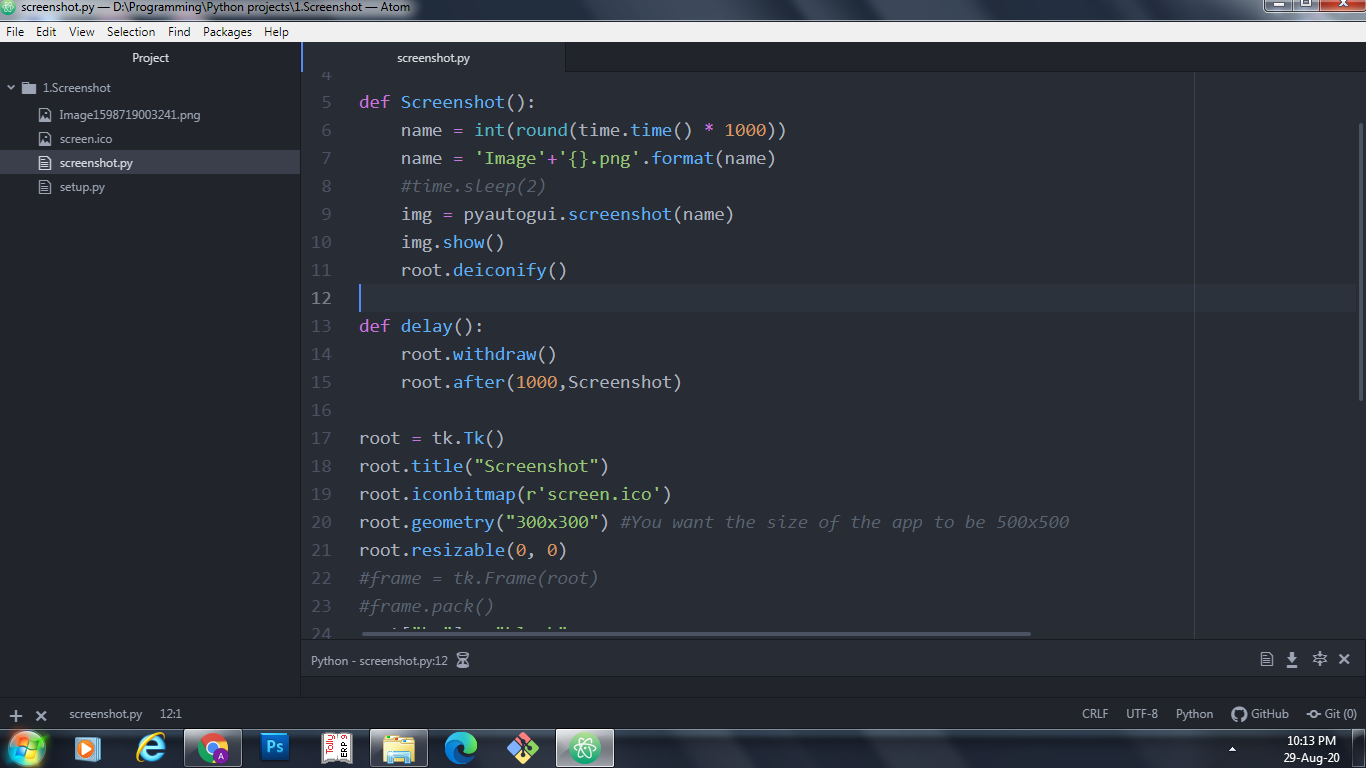 screenshot.py — D:\Programming\Python projects\1.Screenshot — Atom
File Edit View Selection Find Packages Help
Project
screenshot.py
1.Screenshot
Image1598719003241.png
screen.ico
screenshot.py
setup.py
4
5 def Screenshot():
6 name = int(round(time.time() * 1000))
7 name = 'Image'+'{}.png'.format(name)
8 #time.sleep(2)
9 img = pyautogui.screenshot(name)
10 img.show()
11 root.deiconify()
12
13 def delay():
14 root.withdraw()
15 root.after(1000,Screenshot)
16
17 root = tk.Tk()
18 root.title("Screenshot")
19 root.iconbitmap(r'screen.ico')
20 root.geometry("300x300") #You want the size of the app to be 500x500
21 root.resizable(0, 0)
22 #frame = tk.Frame(root)
23 #frame.pack()
24
Python - screenshot.py:12
screenshot.py 12:1 CRLF UTF-8 Python GitHub Git (0)
A Ps Tally ERP 9
10:13 PM
29-Aug-20